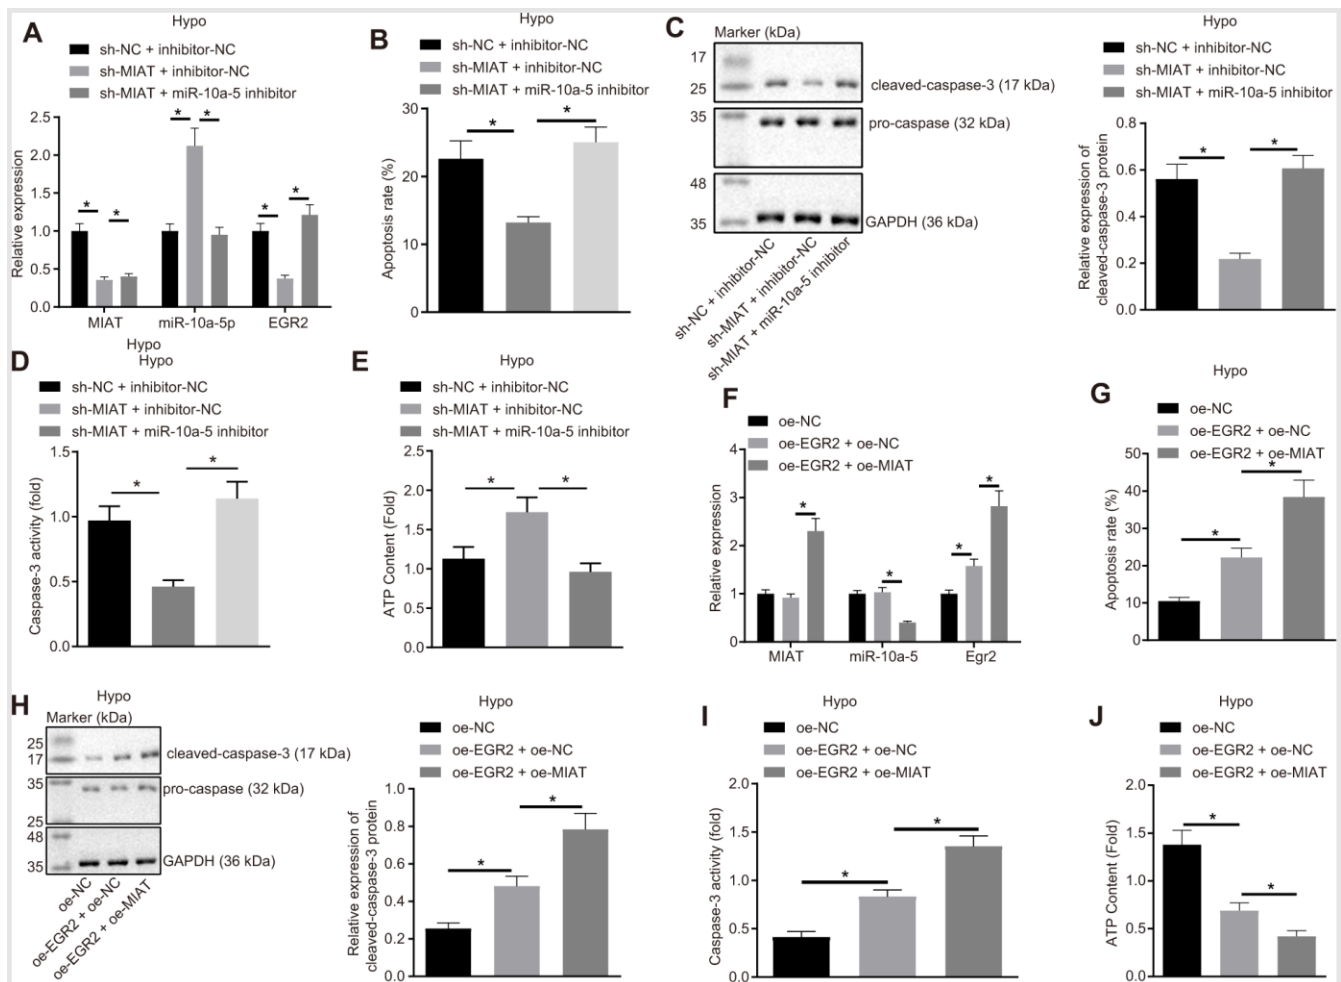 A
Hypo
sh-NC + inhibitor-NC
sh-MIAT + inhibitor-NC
sh-MIAT + miR-10a-5 inhibitor
Relative expression
2.5
2.0
1.5
1.0
0.5
0.0
* * * * * *
MIAT miR-10a-5p EGR2
B
Hypo
sh-NC + inhibitor-NC
sh-MIAT + inhibitor-NC
sh-MIAT + miR-10a-5 inhibitor
Apoptosis rate (%)
30
20
10
0
* *
C
Marker (kDa)
17
25
cleaved-caspase-3 (17 kDa)
35
pro-caspase (32 kDa)
48
35
GAPDH (36 kDa)
sh-NC + inhibitor-NC
sh-MIAT + inhibitor-NC
sh-MIAT + miR-10a-5 inhibitor
Hypo
sh-NC + inhibitor-NC
sh-MIAT + inhibitor-NC
sh-MIAT + miR-10a-5 inhibitor
Relative expression of
cleaved-caspase-3 protein
0.8
0.6
0.4
0.2
0.0
* *
D
Hypo
Hypo
sh-NC + inhibitor-NC
sh-MIAT + inhibitor-NC
sh-MIAT + miR-10a-5 inhibitor
Caspase-3 activity (fold)
1.5
1.0
0.5
0.0
* *
E
Hypo
sh-NC + inhibitor-NC
sh-MIAT + inhibitor-NC
sh-MIAT + miR-10a-5 inhibitor
ATP Content (Fold)
2.5
2.0
1.5
1.0
0.5
0.0
* *
F
oe-NC
oe-EGR2 + oe-NC
oe-EGR2 + oe-MIAT
Relative expression
4
3
2
1
0
* * * *
MIAT miR-10a-5 Egr2
G
Hypo
oe-NC
oe-EGR2 + oe-NC
oe-EGR2 + oe-MIAT
Apoptosis rate (%)
50
40
30
20
10
0
* *
H
Hypo
Marker (kDa)
25
17
cleaved-caspase-3 (17 kDa)
35
25
pro-caspase (32 kDa)
48
35
GAPDH (36 kDa)
oe-NC
oe-EGR2 + oe-NC
oe-EGR2 + oe-MIAT
Hypo
oe-NC
oe-EGR2 + oe-NC
oe-EGR2 + oe-MIAT
Relative expression of
cleaved-caspase-3 protein
1.0
0.8
0.6
0.4
0.2
0.0
* *
I
Hypo
oe-NC
oe-EGR2 + oe-NC
oe-EGR2 + oe-MIAT
Caspase-3 activity (fold)
2.0
1.5
1.0
0.5
0.0
* *
J
Hypo
oe-NC
oe-EGR2 + oe-NC
oe-EGR2 + oe-MIAT
ATP Content (Fold)
2.0
1.5
1.0
0.5
0.0
* *